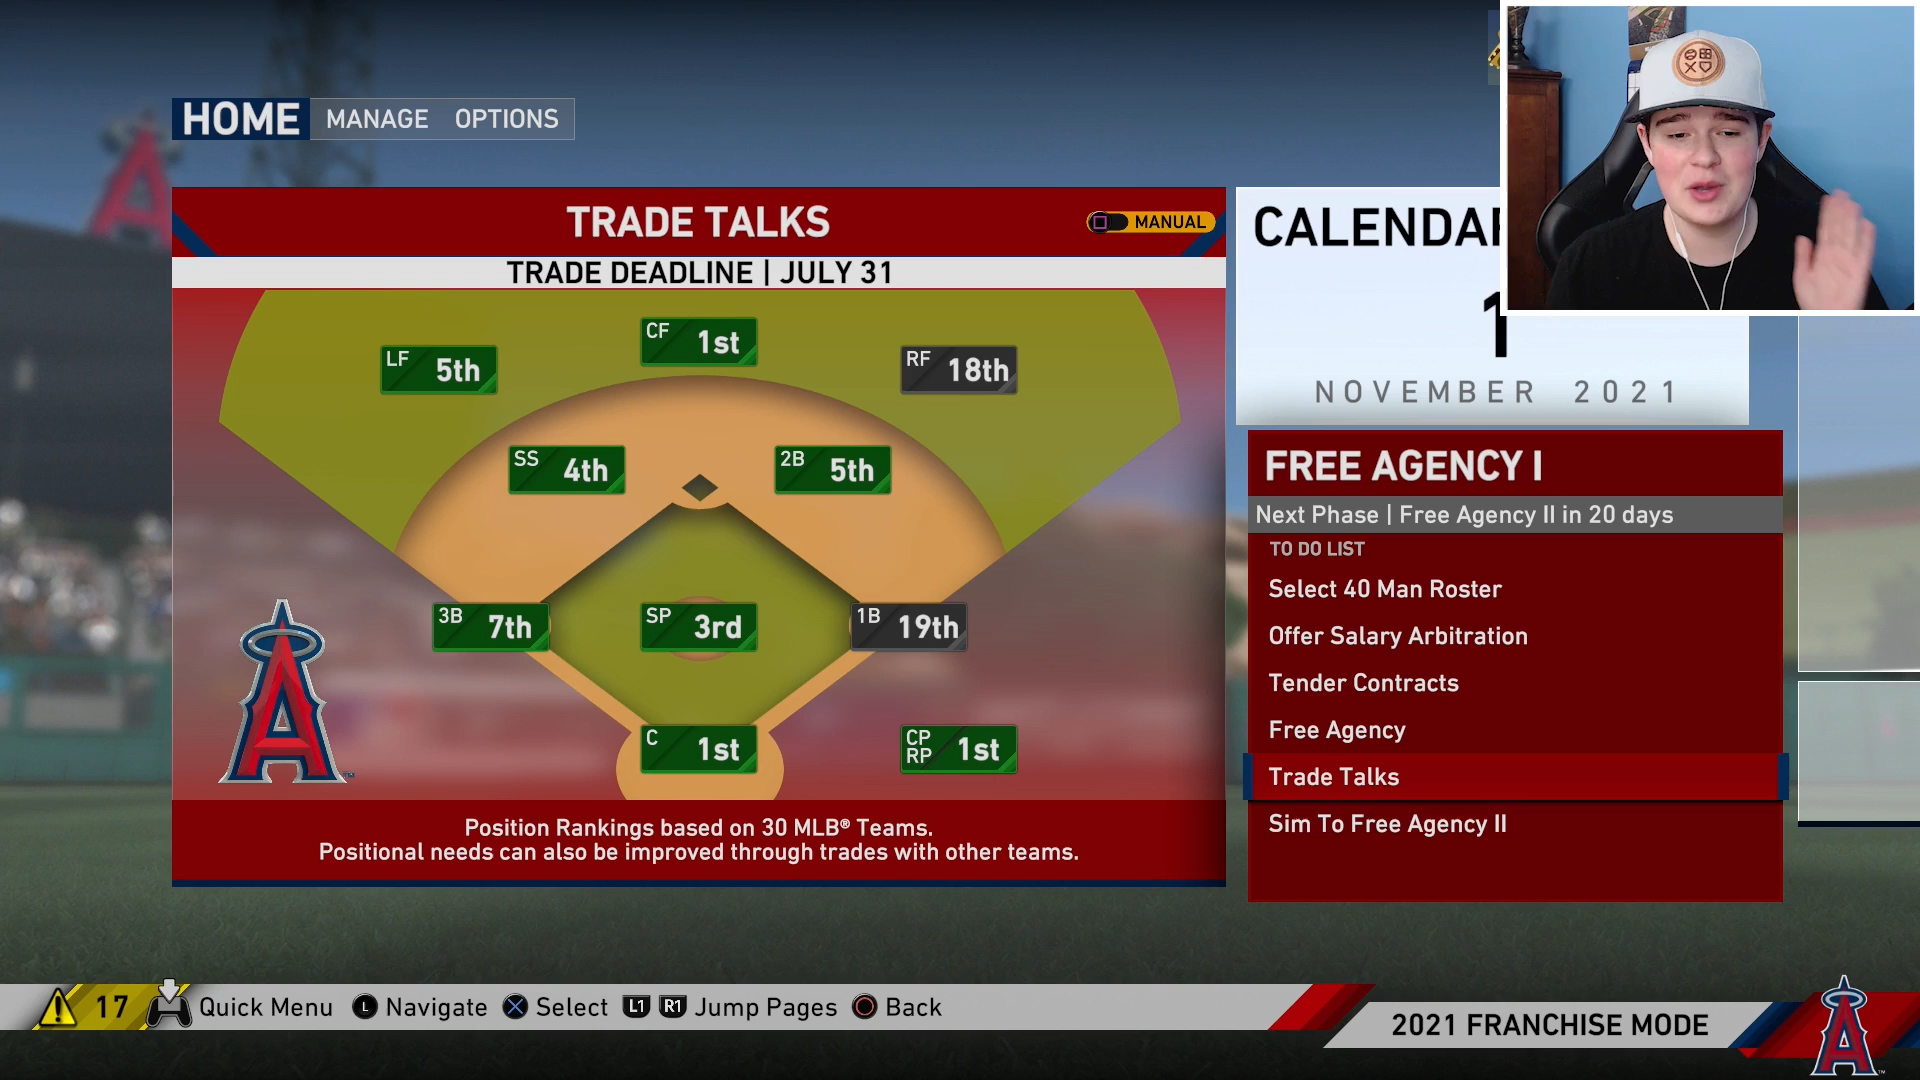 HOME MANAGE OPTIONS
TRADE TALKS
MANUAL
TRADE DEADLINE | JULY 31
CF 1st
LF 5th
RF 18th
SS 4th
2B 5th
3B 7th
SP 3rd
1B 19th
C 1st
CP RP 1st
Position Rankings based on 30 MLB® Teams.
Positional needs can also be improved through trades with other teams.
1
NOVEMBER 2021
FREE AGENCY I
Next Phase | Free Agency II in 20 days
TO DO LIST
Select 40 Man Roster
Offer Salary Arbitration
Tender Contracts
Free Agency
Trade Talks
Sim To Free Agency II
17 Quick Menu L Navigate Select L1 R1 Jump Pages Back
2021 FRANCHISE MODE